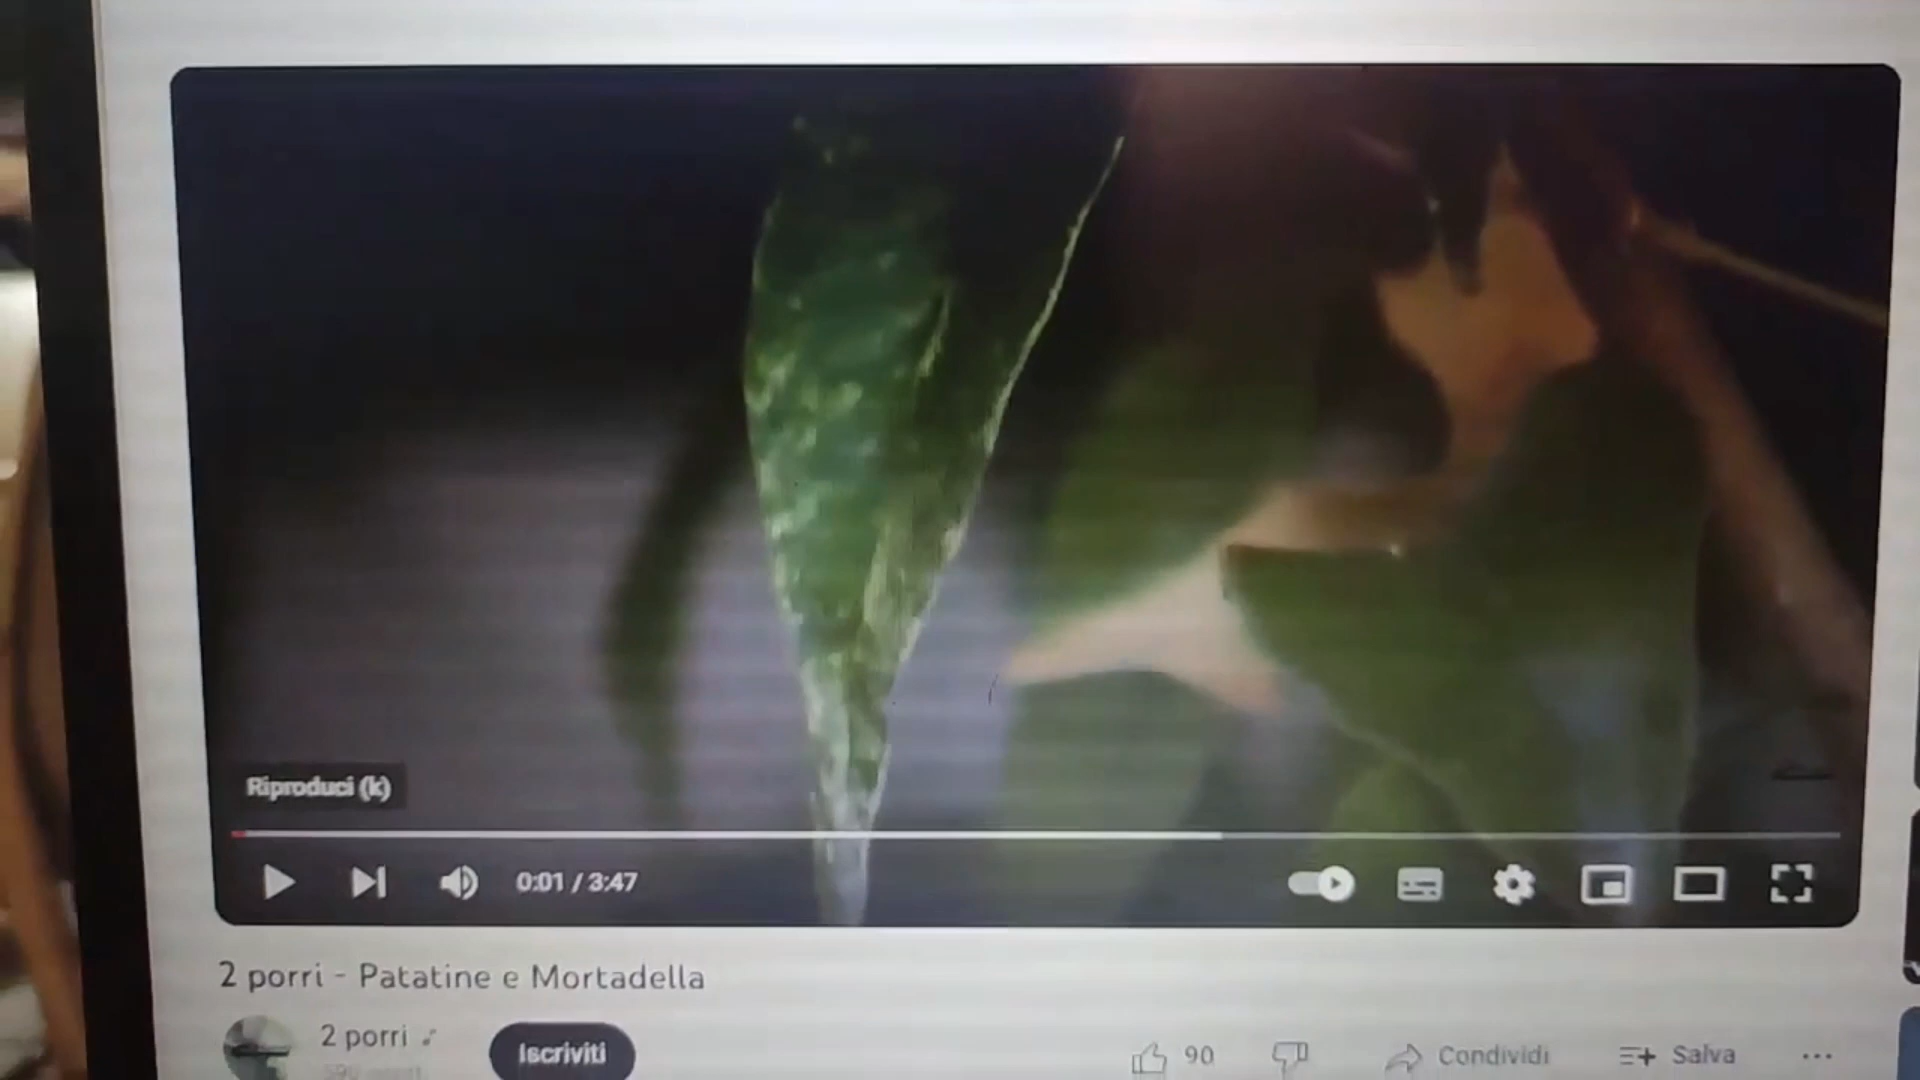 Riproduci (k)
0:01 / 3:47
2 porri - Patatine e Mortadella
2 porri
Iscriviti
90
Condividi
Salva